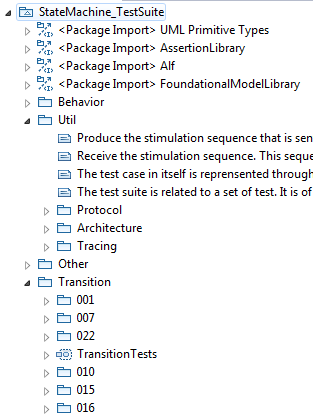 StateMachine_TestSuite
<Package Import> UML Primitive Types
<Package Import> AssertionLibrary
<Package Import> Alf
<Package Import> FoundationalModelLibrary
Behavior
Util
Produce the stimulation sequence that is sen
Receive the stimulation sequence. This seque
The test case in itself is reprensented through
The test suite is related to a set of test. It is of
Protocol
Architecture
Tracing
Other
Transition
001
007
022
TransitionTests
010
015
016